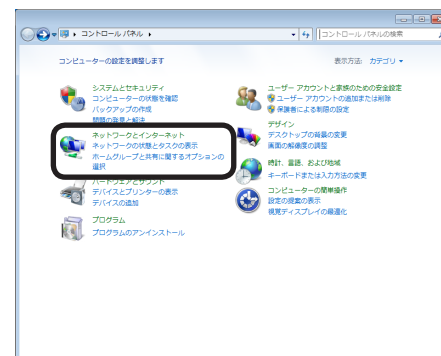 コントロール パネル
コントロール パネルの検索
コンピューターの設定を調整します
表示方法: カテゴリ
システムとセキュリティ
コンピューターの状態を確認
バックアップの作成
問題の発見と解決
ネットワークとインターネット
ネットワークの状態とタスクの表示
ホームグループと共有に関するオプションの
選択
ハードウェアとサウンド
デバイスとプリンターの表示
デバイスの追加
プログラム
プログラムのアンインストール
ユーザー アカウントと家族のための安全設定
ユーザー アカウントの追加または削除
保護者による制限の設定
デザイン
デスクトップの背景の変更
画面の解像度の調整
時計、言語、および地域
キーボードまたは入力方法の変更
コンピューターの簡単操作
設定の提案の表示
視覚ディスプレイの最適化